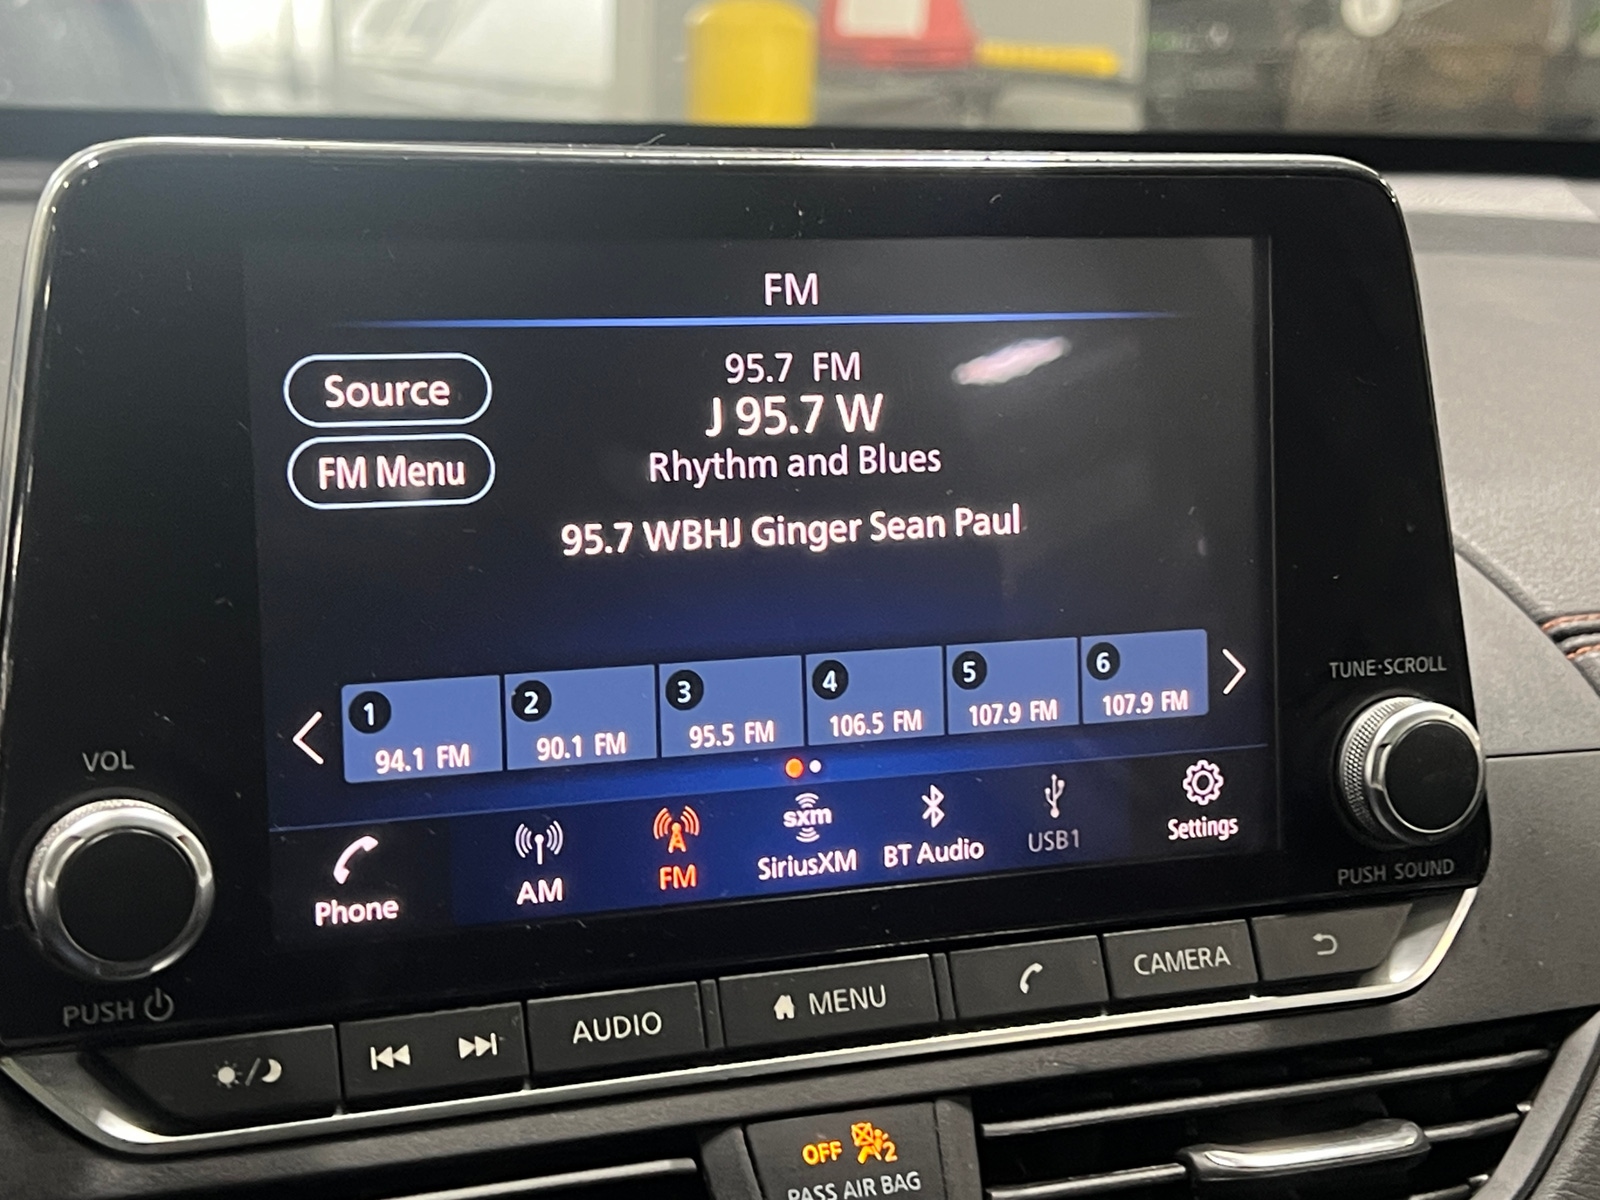 FM
95.7 FM
J 95.7 W
Rhythm and Blues
95.7 WBHJ Ginger Sean Paul
Source
FM Menu
1
94.1 FM
2
90.1 FM
3
95.5 FM
4
106.5 FM
5
107.9 FM
6
107.9 FM
Phone
AM
FM
sxm
SiriusXM
BT Audio
USB1
Settings
VOL
PUSH
TUNE·SCROLL
PUSH SOUND
AUDIO
MENU
CAMERA
OFF
2
PASS AIR BAG